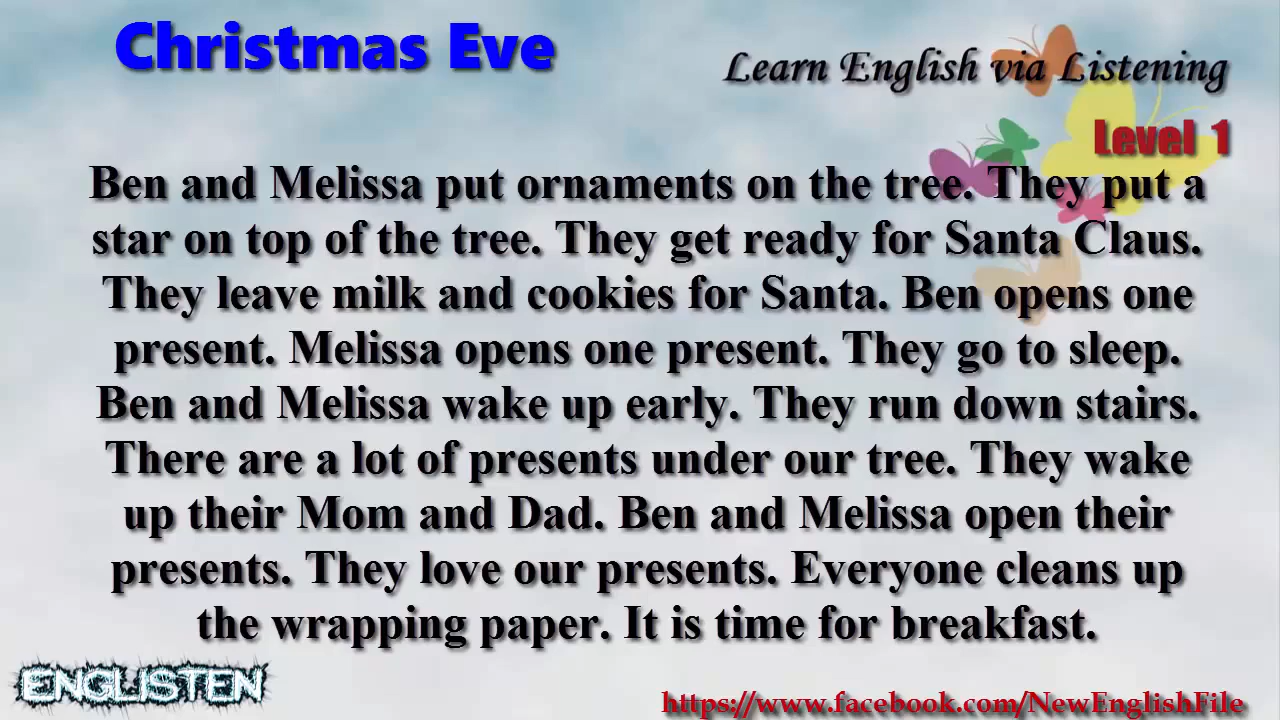 Christmas Eve
Learn English via Listening
Level 1
Ben and Melissa put ornaments on the tree. They put a
star on top of the tree. They get ready for Santa Claus.
They leave milk and cookies for Santa. Ben opens one
present. Melissa opens one present. They go to sleep.
Ben and Melissa wake up early. They run down stairs.
There are a lot of presents under our tree. They wake
up their Mom and Dad. Ben and Melissa open their
presents. They love our presents. Everyone cleans up
the wrapping paper. It is time for breakfast.
ENGLISTEN
https://www.facebook.com/NewEnglishFile